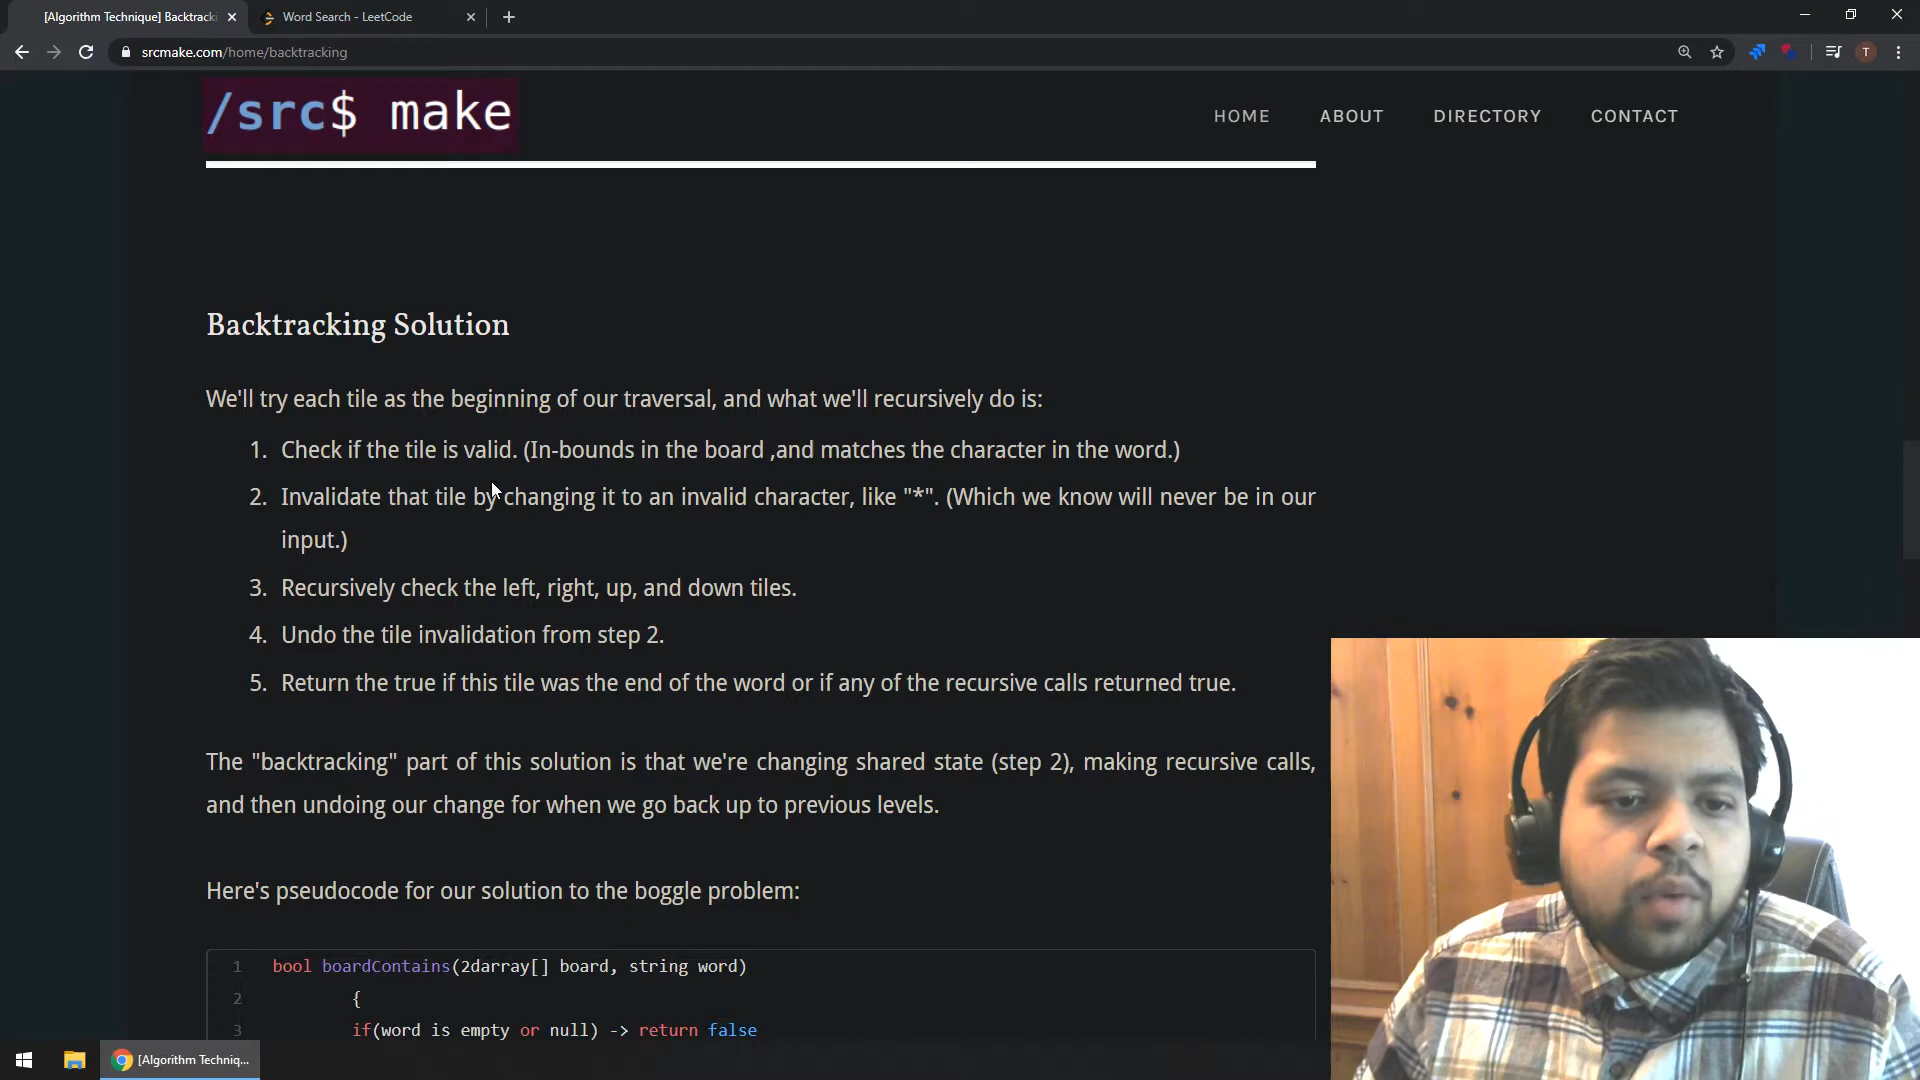 [Algorithm Technique] Backtracki
Word Search - LeetCode
srcmake.com/home/backtracking
T
/src$ make
HOME
ABOUT
DIRECTORY
CONTACT
Backtracking Solution
We'll try each tile as the beginning of our traversal, and what we'll recursively do is:
1. Check if the tile is valid. (In-bounds in the board ,and matches the character in the word.)
2. Invalidate that tile by changing it to an invalid character, like "*". (Which we know will never be in our
input.)
3. Recursively check the left, right, up, and down tiles.
4. Undo the tile invalidation from step 2.
5. Return the true if this tile was the end of the word or if any of the recursive calls returned true.
The "backtracking" part of this solution is that we're changing shared state (step 2), making recursive calls,
and then undoing our change for when we go back up to previous levels.
Here's pseudocode for our solution to the boggle problem:
1 bool boardContains(2darray[] board, string word)
2 {
3 if(word is empty or null) -> return false
[Algorithm Techniq...